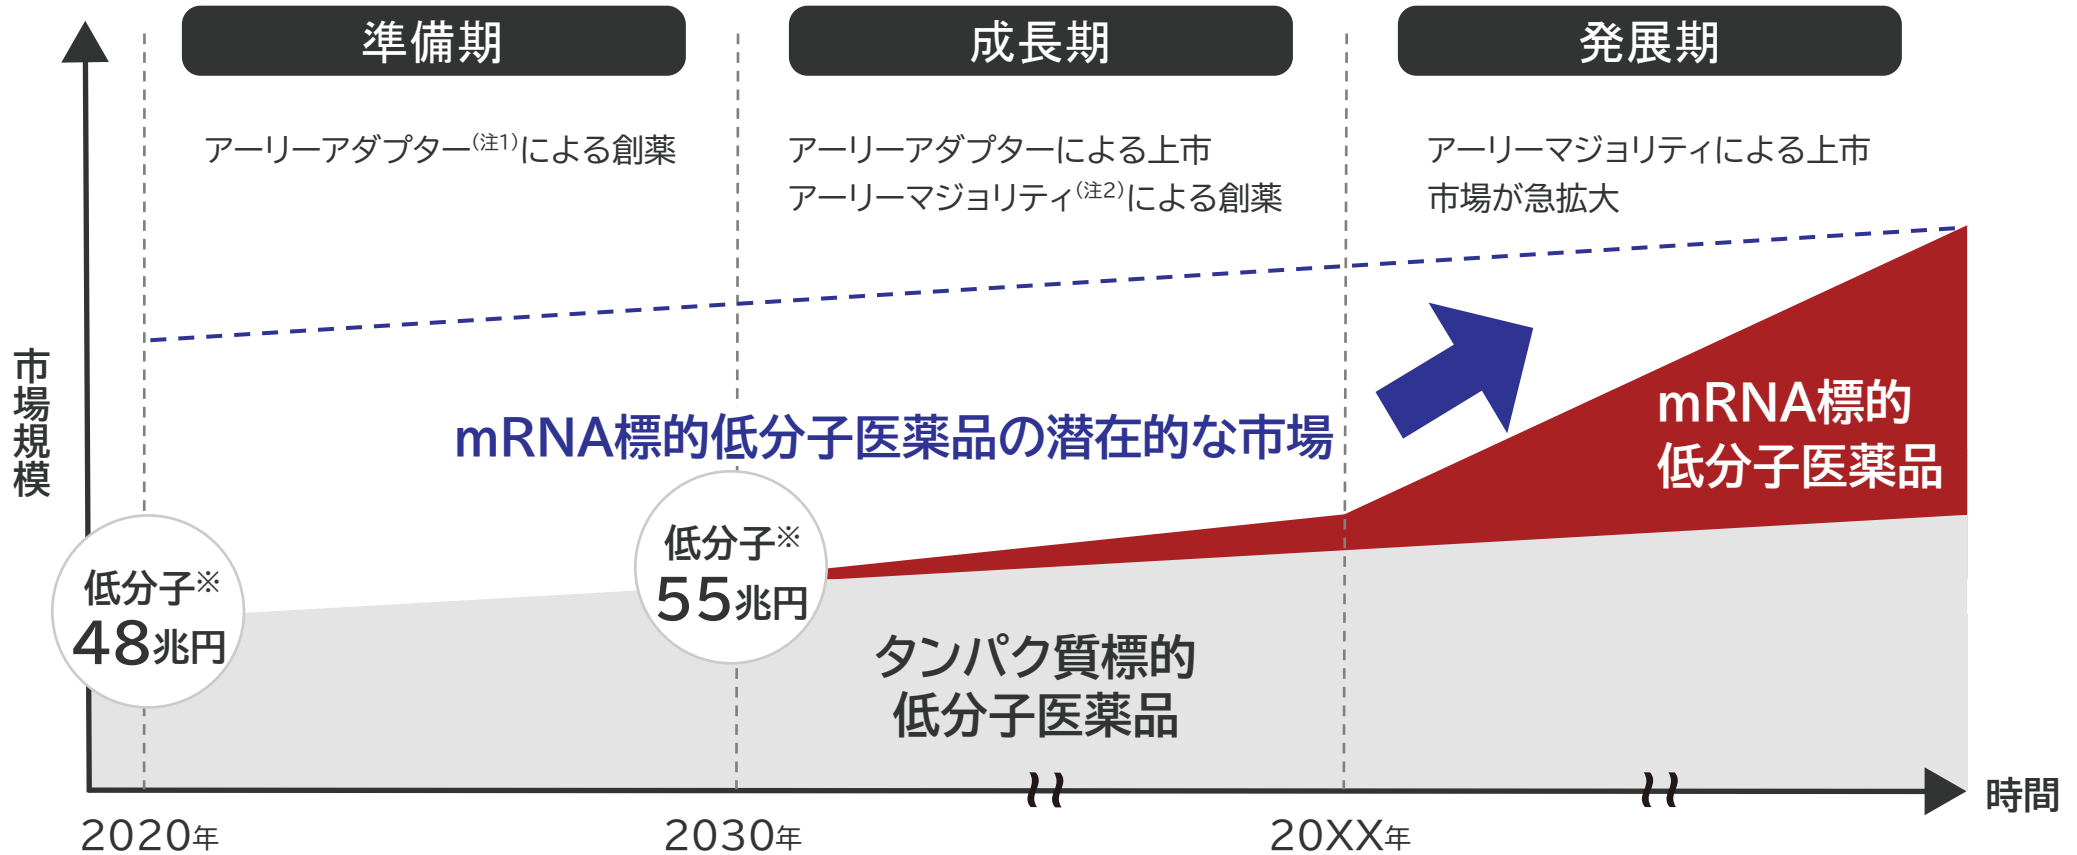 準備期
成長期
発展期
アーリーアダプター(注1)による創薬
アーリーアダプターによる上市
アーリーマジョリティ(注2)による創薬
アーリーマジョリティによる上市
市場が急拡大
市場規模
mRNA標的低分子医薬品の潜在的な市場
mRNA標的
低分子医薬品
低分子※
48兆円
低分子※
55兆円
タンパク質標的
低分子医薬品
時間
2020年
2030年
20XX年